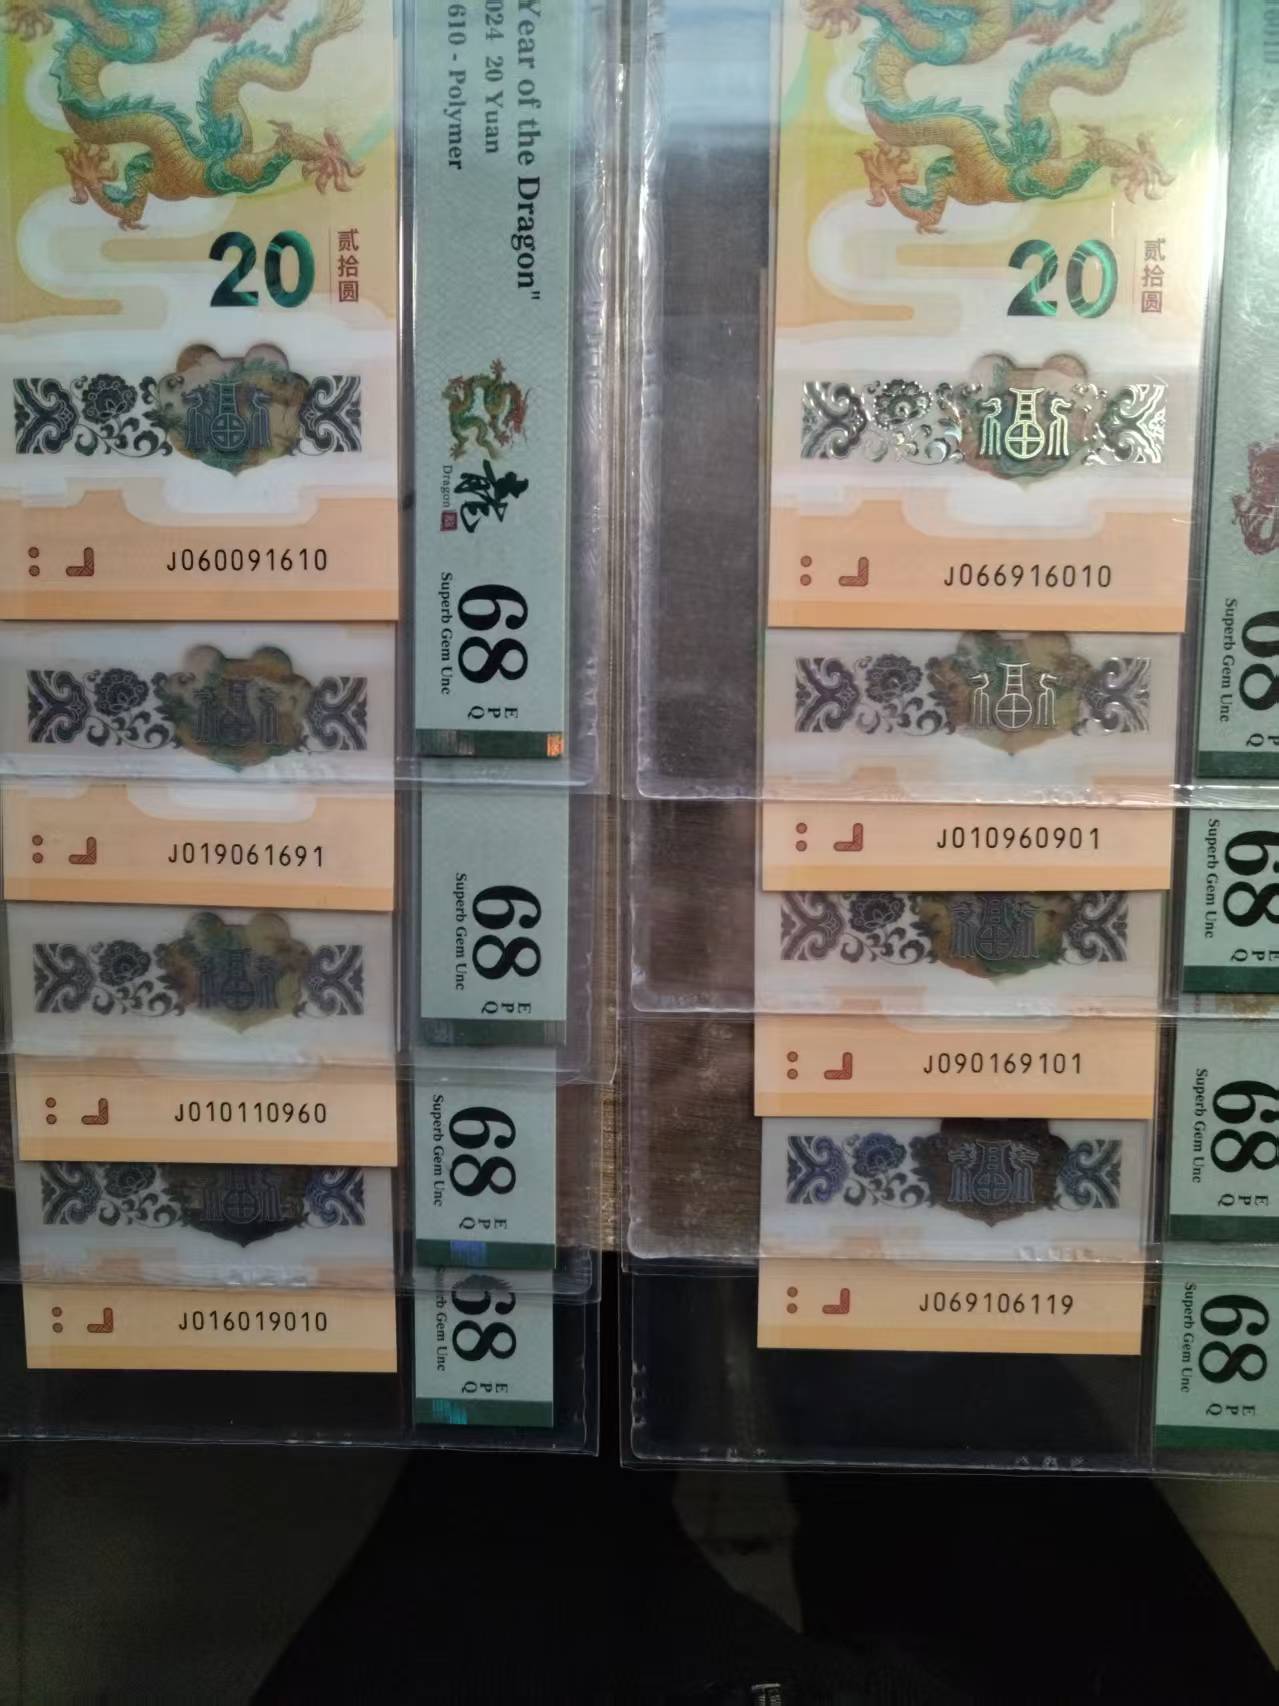 Year of the Dragon"
024 20 Yuan
610 - Polymer
20
贰拾圆
Dragon
龍
68
Superb Gem Unc
EPQ
J060091610
68
Superb Gem Unc
EPQ
J019061691
68
Superb Gem Unc
EPQ
J010110960
68
Superb Gem Unc
EPQ
J016019010
20
贰拾圆
J066916010
Superb Gem Unc
68
Superb Gem Unc
EPQ
J010960901
68
Superb Gem Unc
EPQ
J090169101
68
Superb Gem Unc
EPQ
J069106119